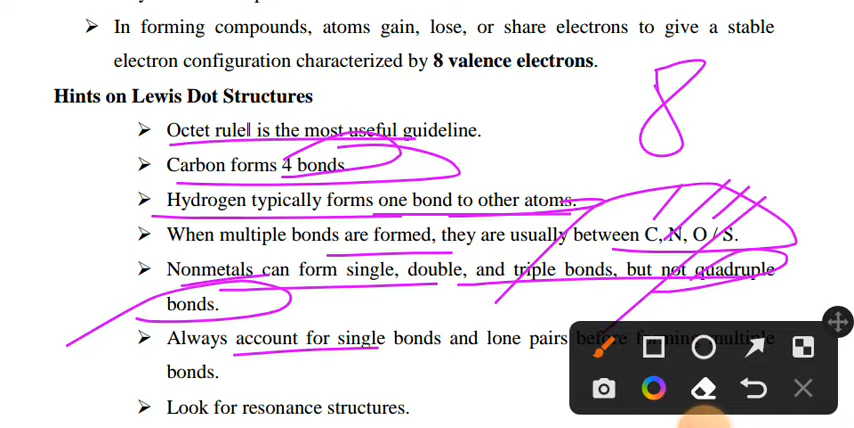 ➢ In forming compounds, atoms gain, lose, or share electrons to give a stable
electron configuration characterized by 8 valence electrons.
8
Hints on Lewis Dot Structures
➢ Octet rule‖ is the most useful guideline.
➢ Carbon forms 4 bonds.
➢ Hydrogen typically forms one bond to other atoms.
➢ When multiple bonds are formed, they are usually between C, N, O / S.
➢ Nonmetals can form single, double, and triple bonds, but not quadruple
bonds.
➢ Always account for single bonds and lone pairs before forming multiple
bonds.
➢ Look for resonance structures.